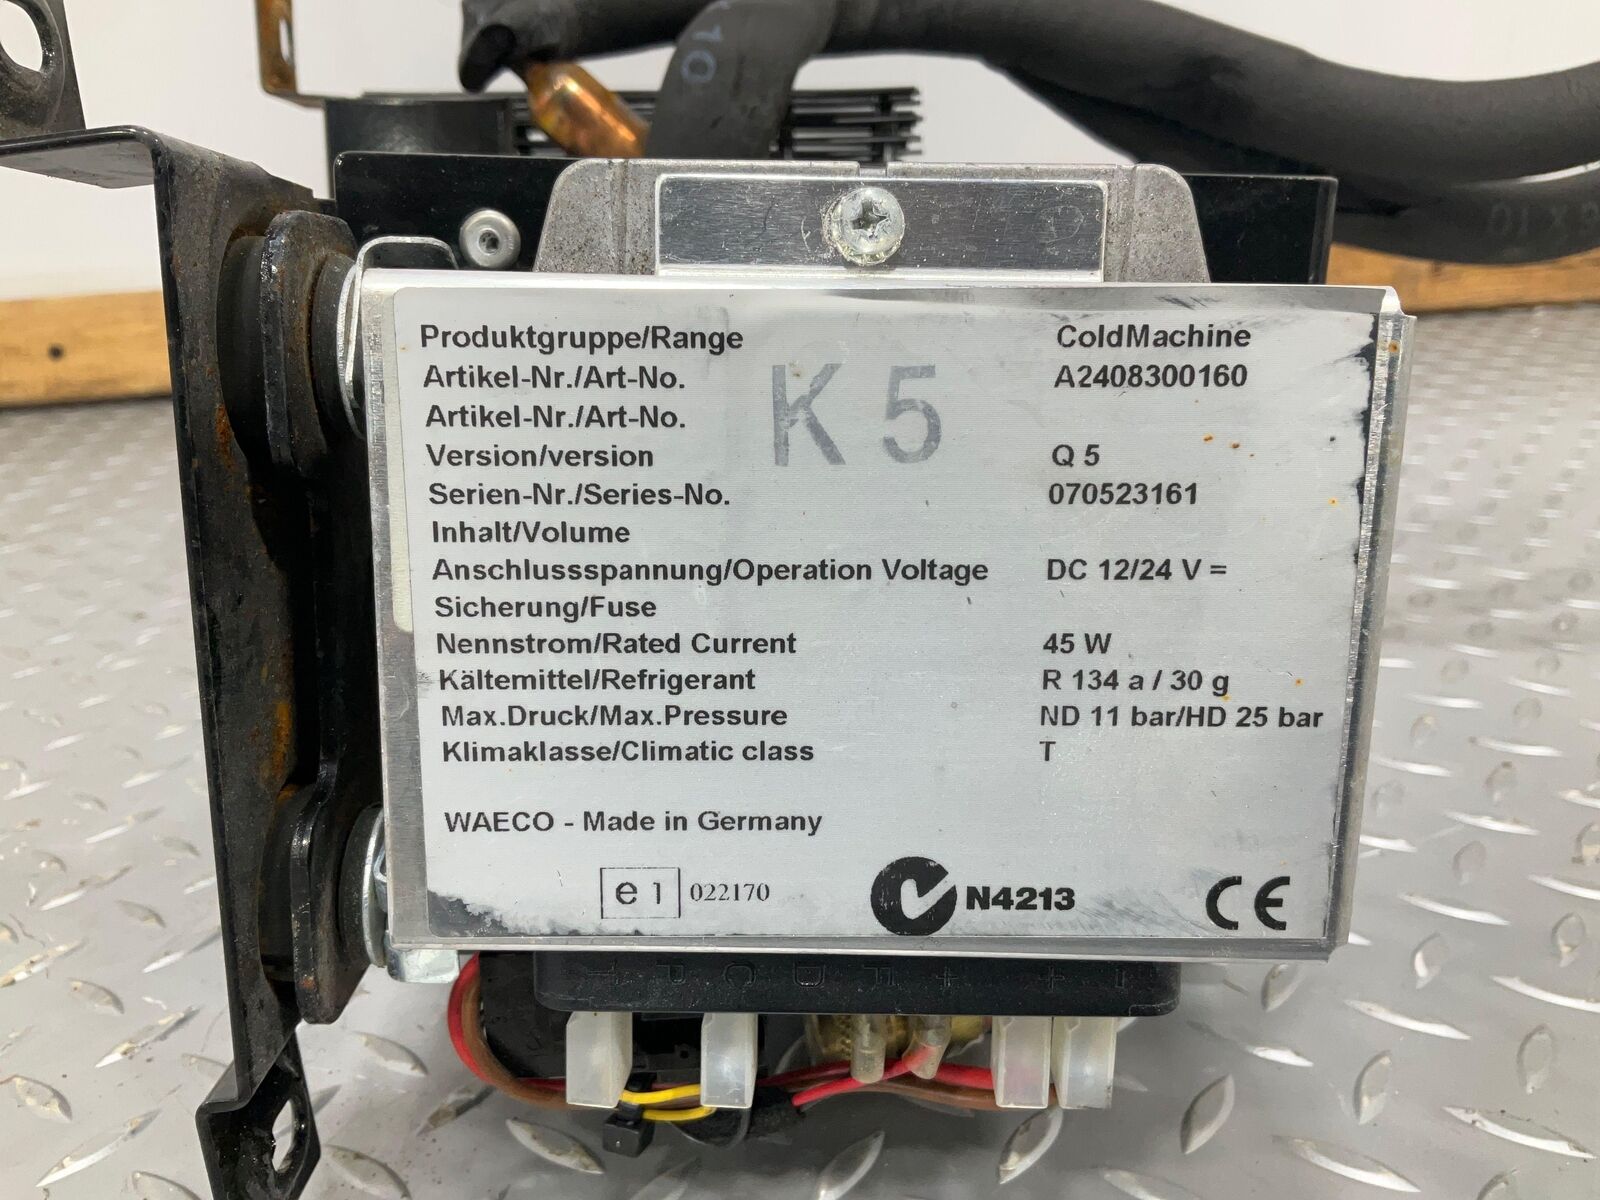 10
01 X
Produktgruppe/Range ColdMachine
Artikel-Nr./Art-No. A2408300160
Artikel-Nr./Art-No.
K 5
Version/version Q 5
Serien-Nr./Series-No. 070523161
Inhalt/Volume
Anschlussspannung/Operation Voltage DC 12/24 V =
Sicherung/Fuse
Nennstrom/Rated Current 45 W
Kältemittel/Refrigerant R 134 a / 30 g
Max.Druck/Max.Pressure ND 11 bar/HD 25 bar
Klimaklasse/Climatic class T
WAECO - Made in Germany
e1 022170 N4213 CE
T P C D F + + -